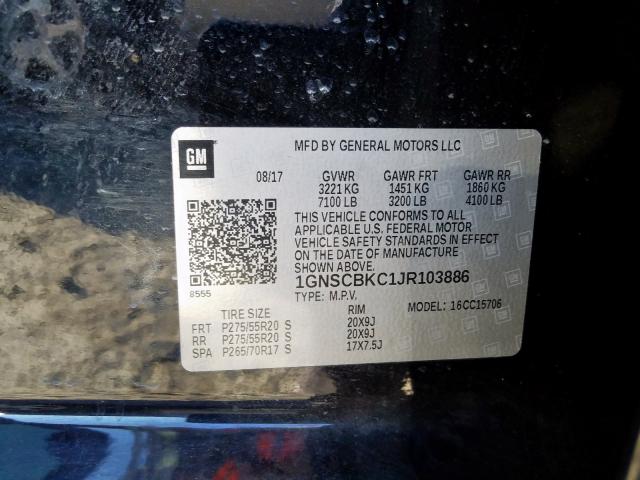 GM
MFD BY GENERAL MOTORS LLC
08/17 GVWR GAWR FRT GAWR RR
3221 KG 1451 KG 1860 KG
7100 LB 3200 LB 4100 LB
THIS VEHICLE CONFORMS TO ALL
APPLICABLE U.S. FEDERAL MOTOR
VEHICLE SAFETY STANDARDS IN EFFECT
ON THE DATE OF MANUFACTURE
SHOWN ABOVE.
1GNSCBKC1JR103886
8555
TYPE: M.P.V. MODEL: 16CC15706
TIRE SIZE RIM
FRT P275/55R20 S 20X9J
RR P275/55R20 S 20X9J
SPA P265/70R17 S 17X7.5J